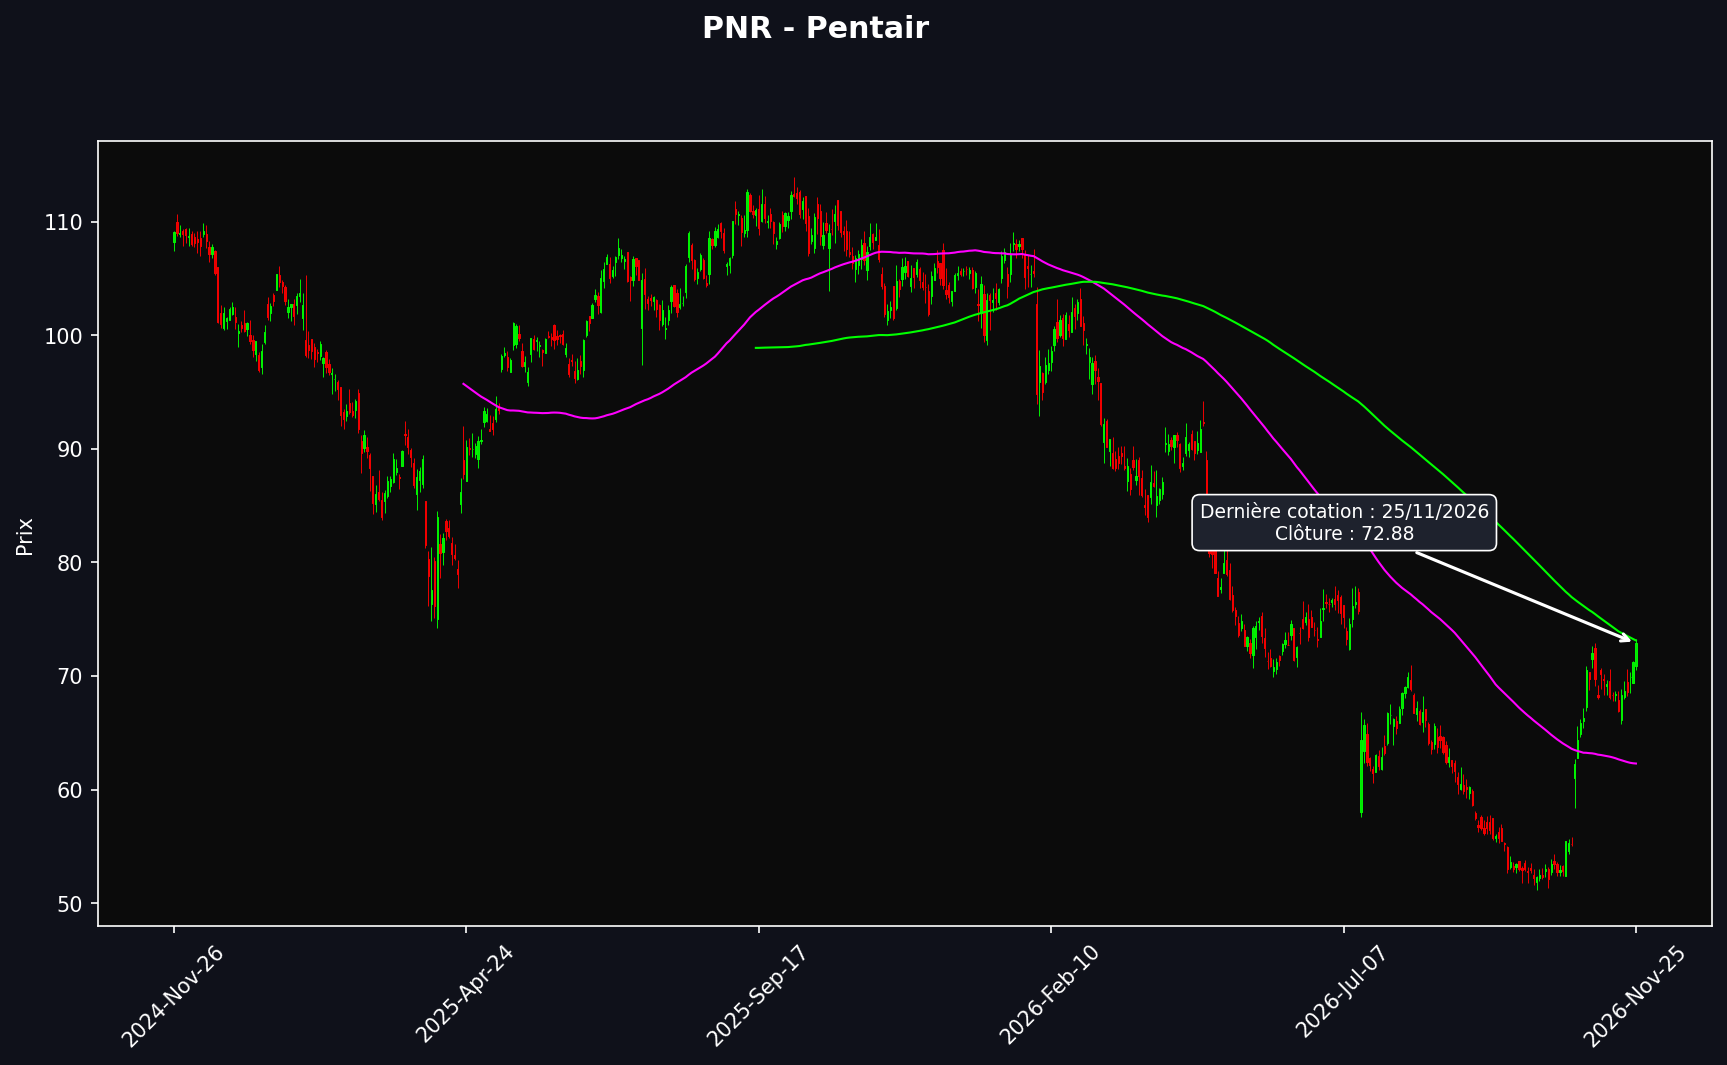 PNR - Pentair
Prix
110
100
90
80
70
60
50
Dernière cotation : 25/11/2026
Clôture : 72.88
2024-Nov-26
2025-Apr-24
2025-Sep-17
2026-Feb-10
2026-Jul-07
2026-Nov-25